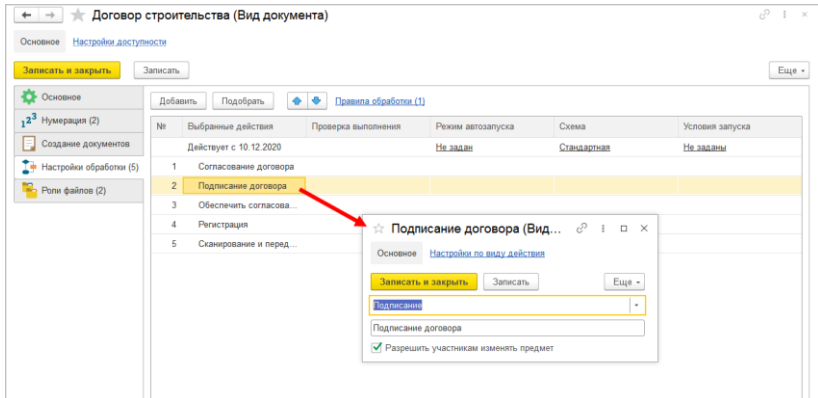 Договор строительства (Вид документа)
Основное Настройки доступности
Записать и закрыть Записать Еще
Основное
Нумерация (2)
Создание документов
Настройки обработки (5)
Роли файлов (2)
Добавить Подобрать Правила обработки (1)
№ Выбранные действия Проверка выполнения Режим автозапуска Схема Условия запуска
Действует с 10.12.2020 Не задан Стандартная Не заданы
1 Согласование договора
2 Подписание договора
3 Обеспечить согласова...
4 Регистрация
5 Сканирование и перед...
Подписание договора (Вид...
Основное Настройки по виду действия
Записать и закрыть Записать Еще
Подписание
Подписание договора
Разрешить участникам изменять предмет